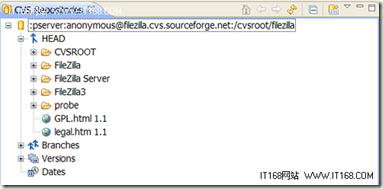 CVS Repositories
:pserver:anonymous@filezilla.cvs.sourceforge.net:/cvsroot/filezilla
HEAD
CVSROOT
FileZilla
FileZilla Server
FileZilla3
probe
GPL.html 1.1
legal.htm 1.1
Branches
Versions
Dates
IT168网站 WWW.IT168.COM